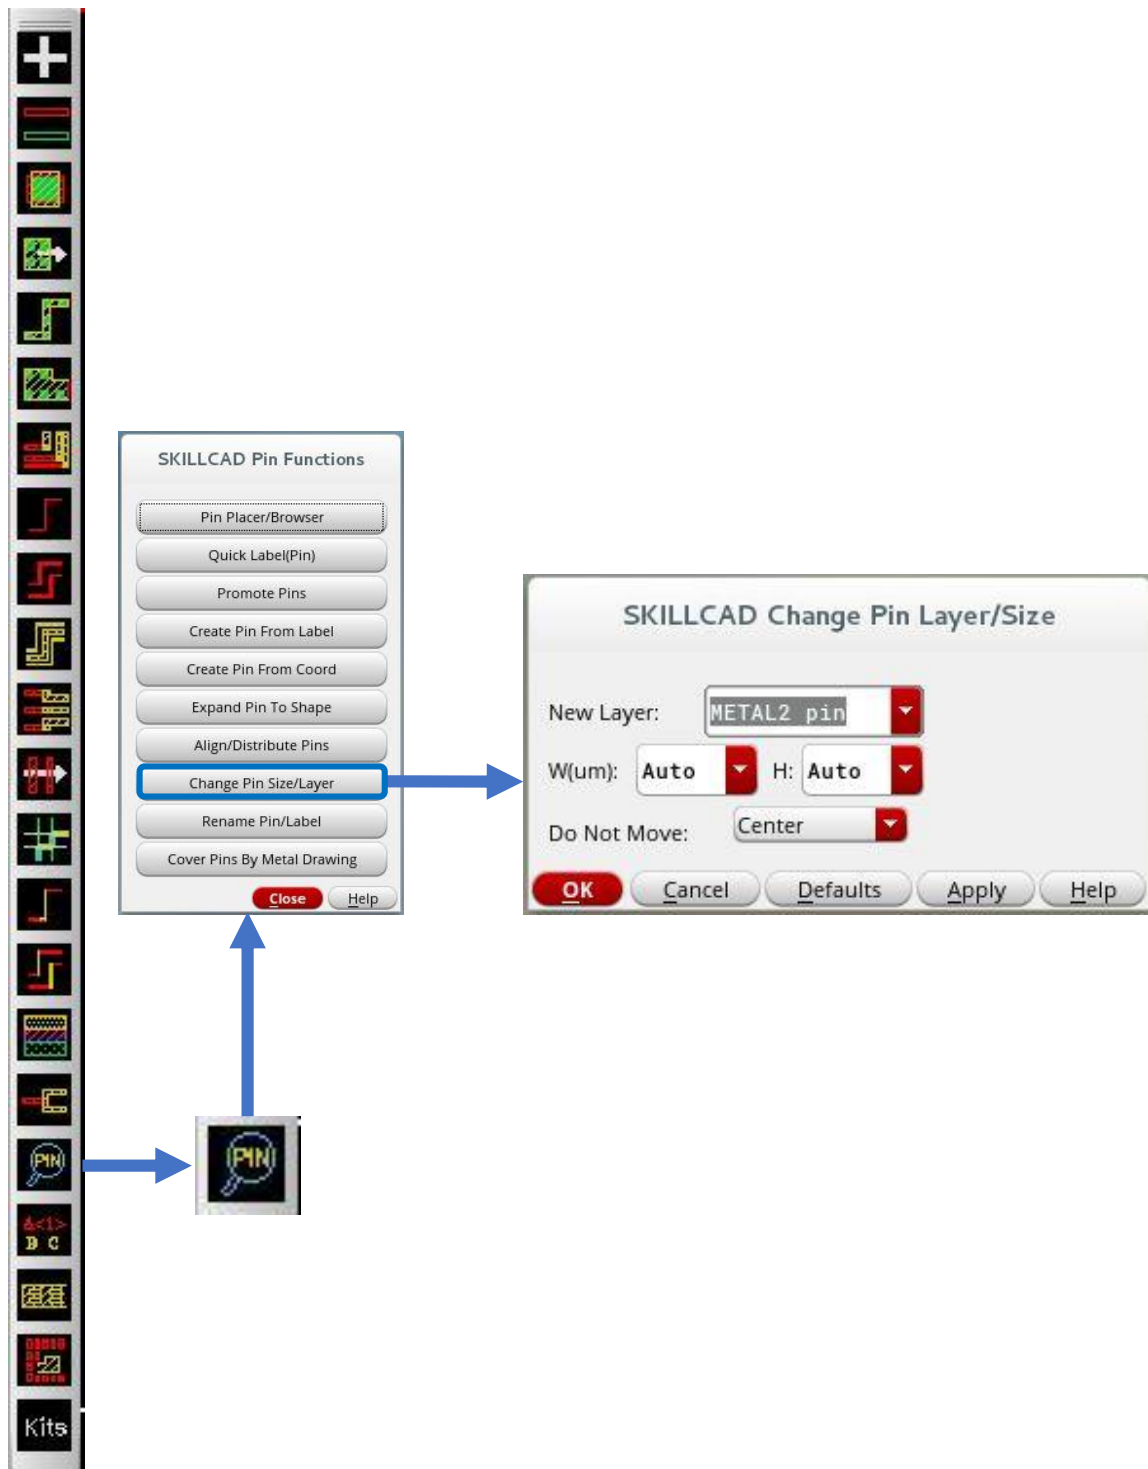 SKILLCAD Pin Functions
Pin Placer/Browser
Quick Label(Pin)
Promote Pins
Create Pin From Label
Create Pin From Coord
Expand Pin To Shape
Align/Distribute Pins
Change Pin Size/Layer
Rename Pin/Label
Cover Pins By Metal Drawing
Close Help
SKILLCAD Change Pin Layer/Size
New Layer: METAL2 pin
W(um): Auto H: Auto
Do Not Move: Center
OK Cancel Defaults Apply Help
PIN
PIN
B C
Kits